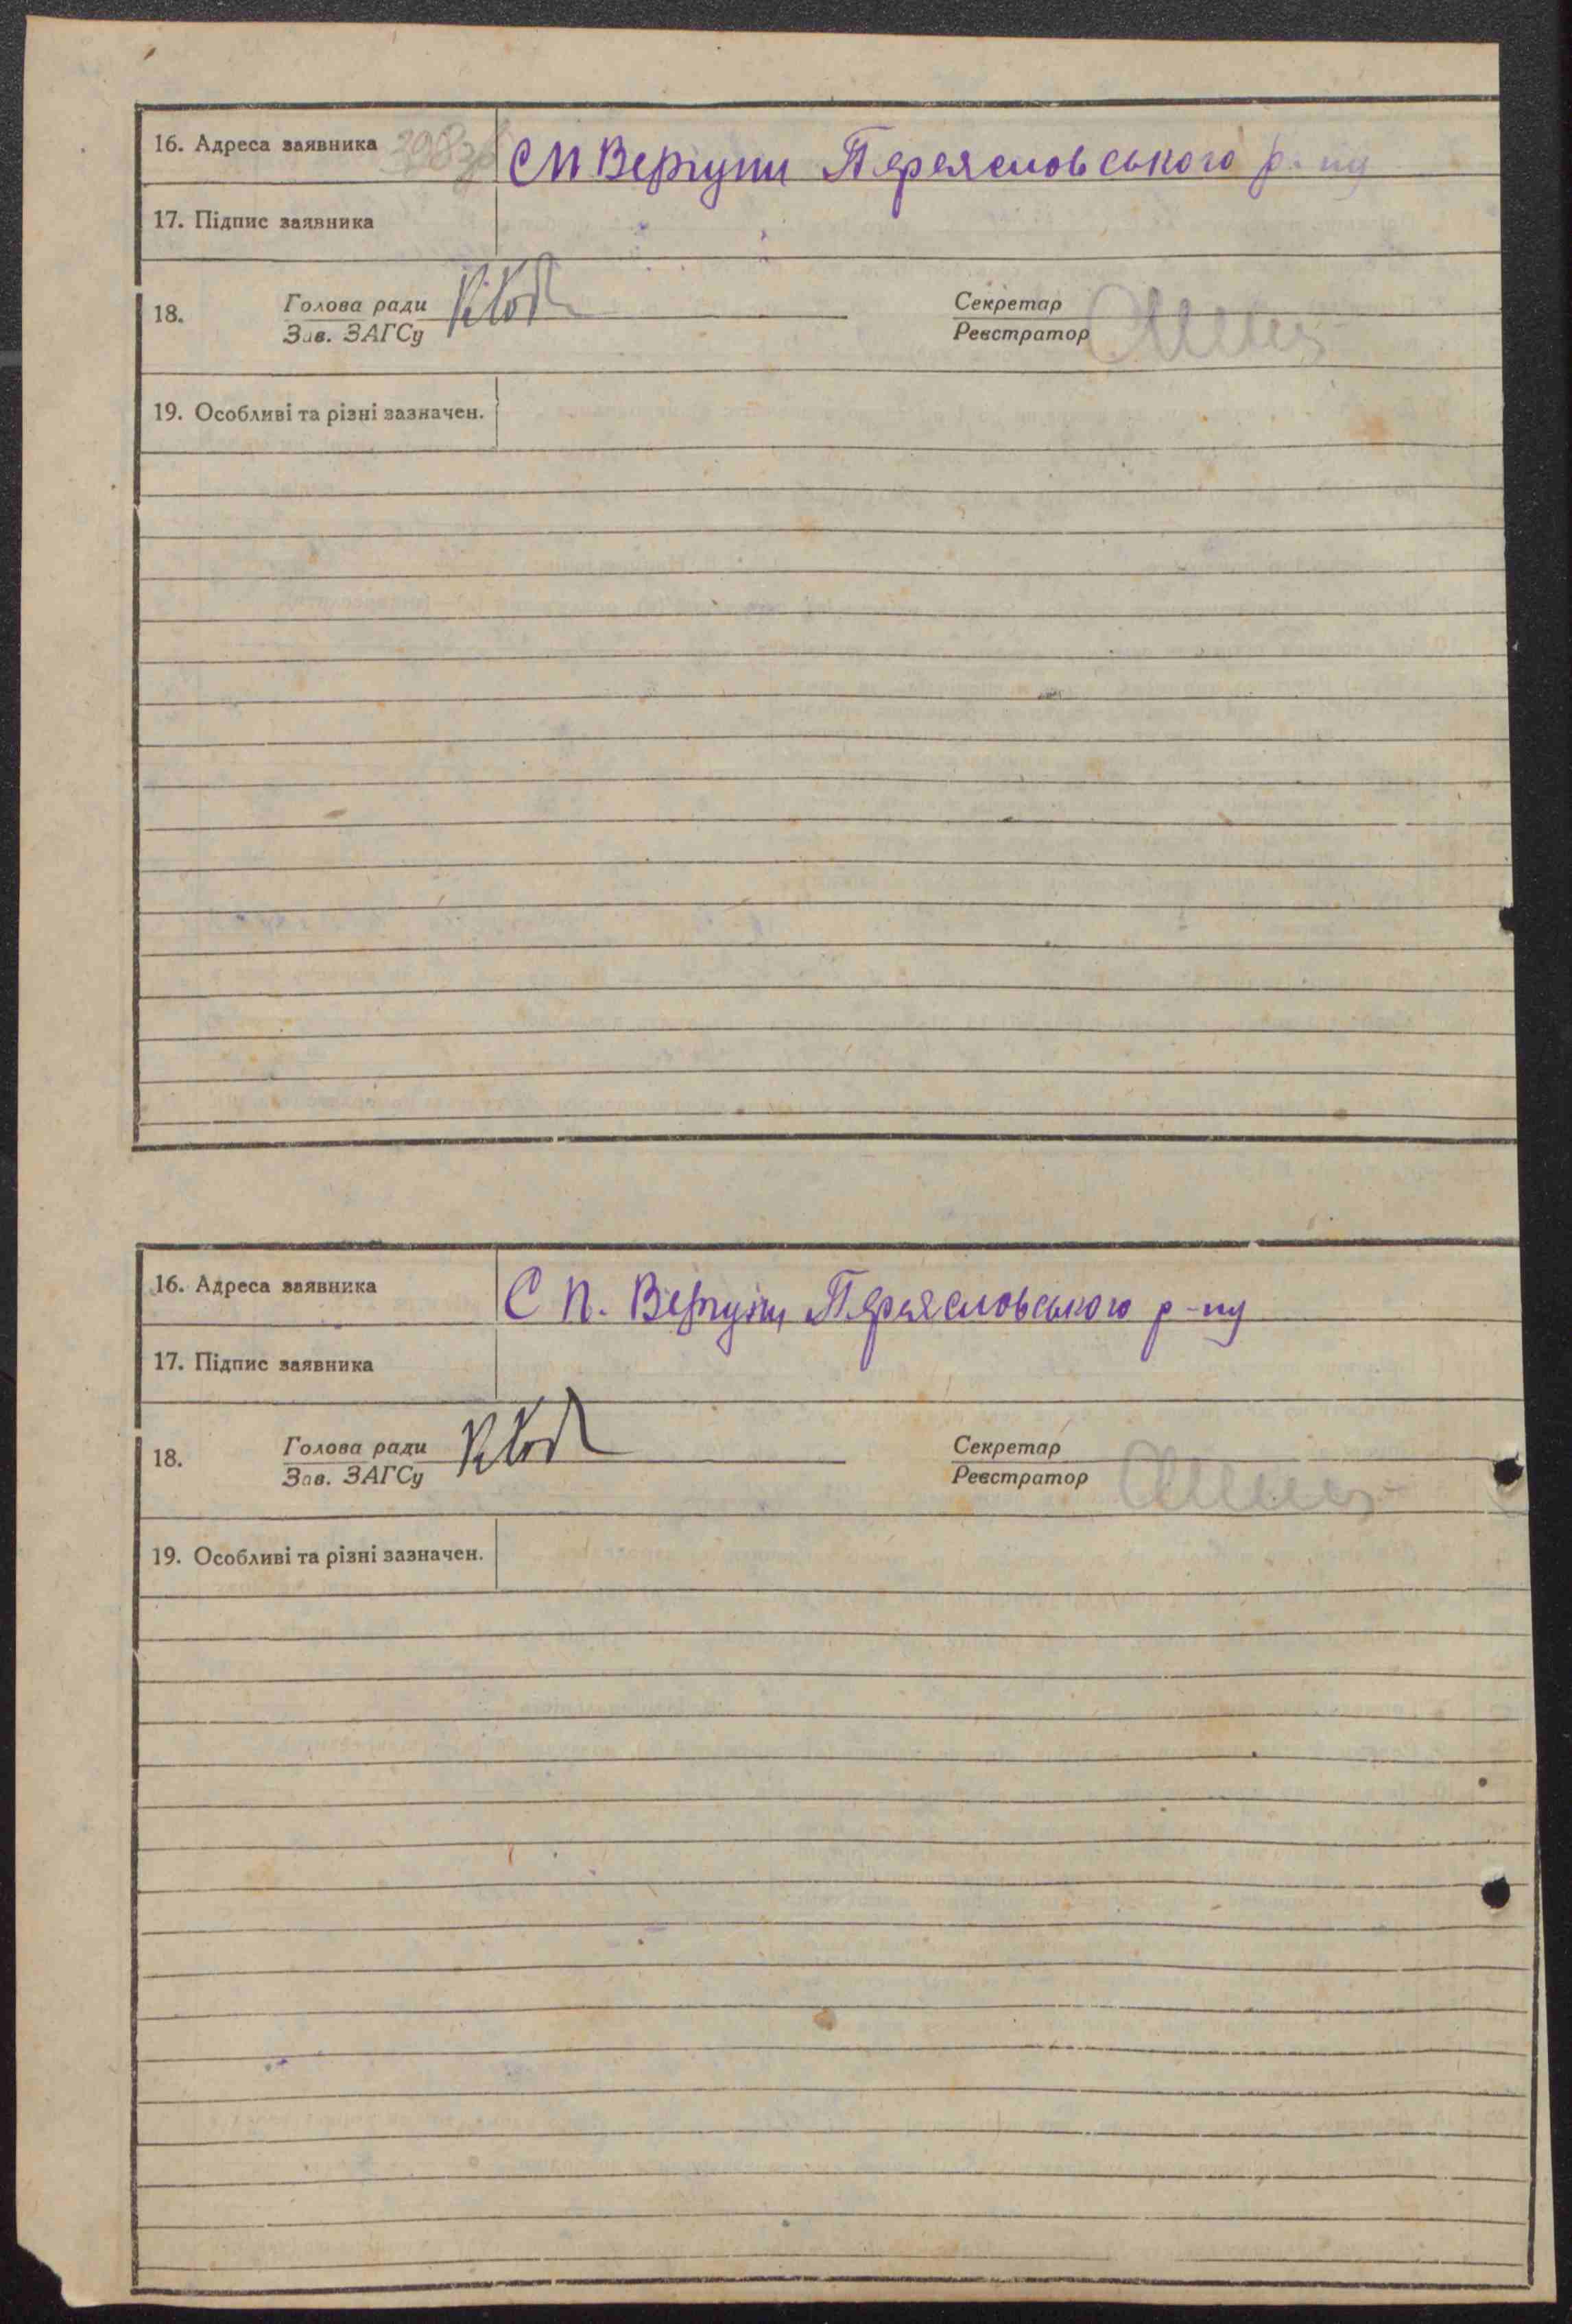 16. Адреса заявника
С П Вергуни Переясловського р-ну
17. Підпис заявника
18. Голова ради
Зав. ЗАГСу
Секретар
Реєстратор
19. Особливі та різні зазначен.
16. Адреса заявника
С П. Вергуни Переясловського р-ну
17. Підпис заявника
18. Голова ради
Зав. ЗАГСу
Секретар
Реєстратор
19. Особливі та різні зазначен.